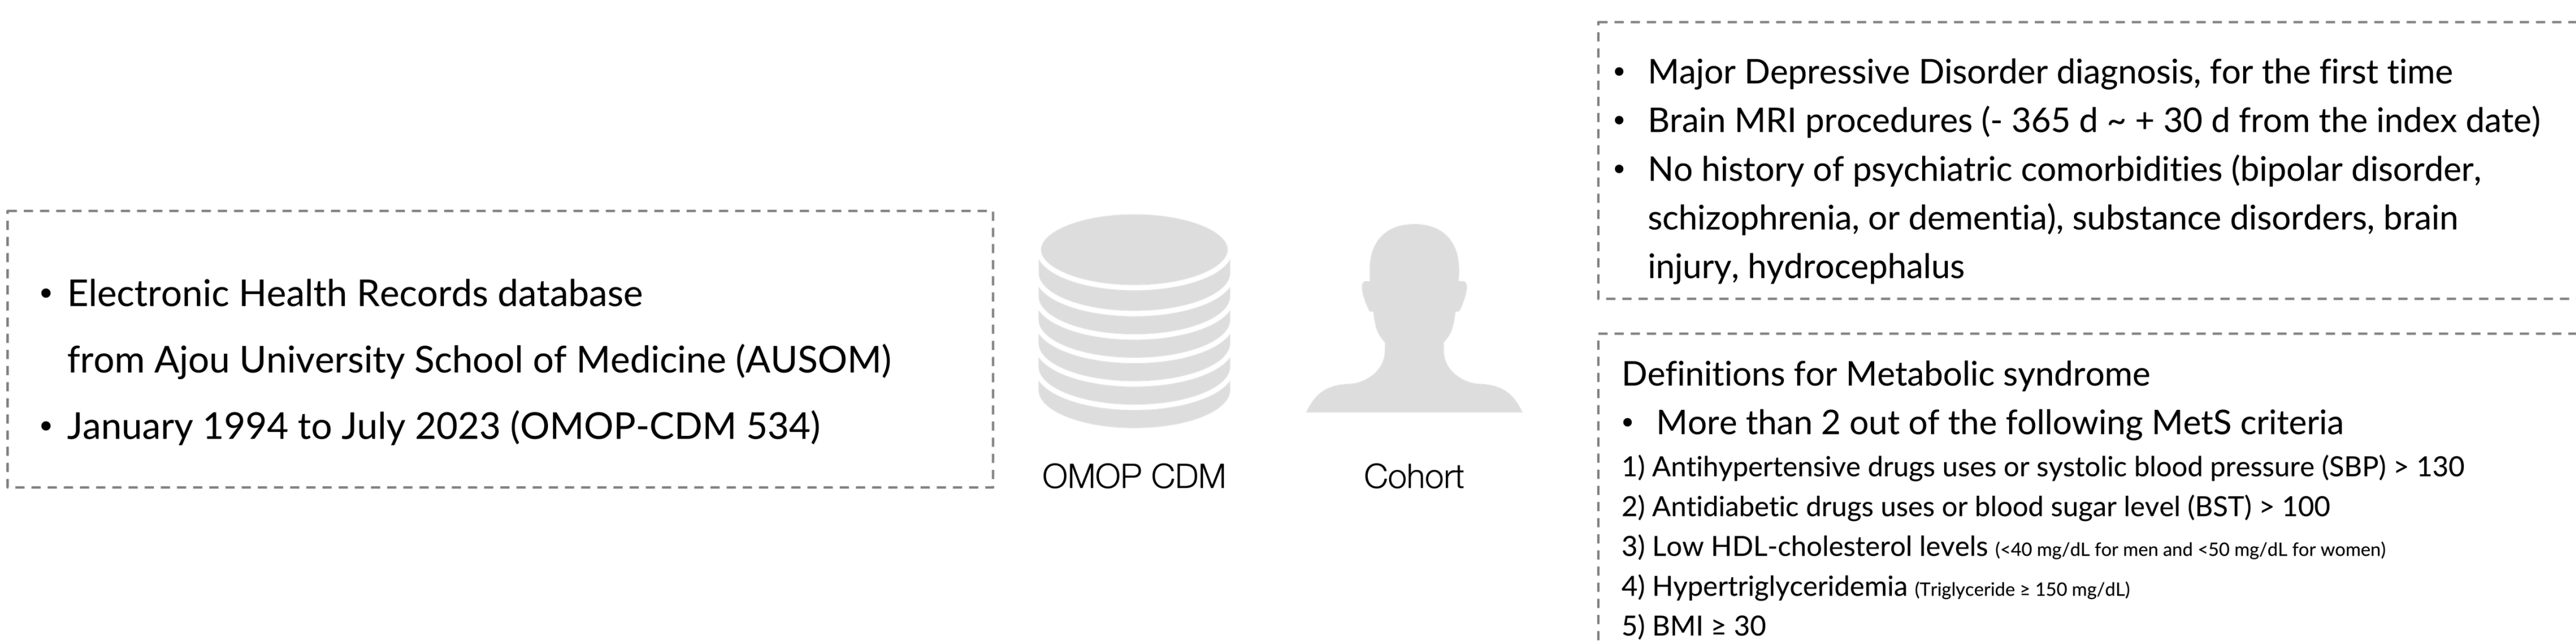 • Electronic Health Records database
from Ajou University School of Medicine (AUSOM)
• January 1994 to July 2023 (OMOP-CDM 534)
OMOP CDM
Cohort
• Major Depressive Disorder diagnosis, for the first time
• Brain MRI procedures (- 365 d ~ + 30 d from the index date)
• No history of psychiatric comorbidities (bipolar disorder,
schizophrenia, or dementia), substance disorders, brain
injury, hydrocephalus
Definitions for Metabolic syndrome
• More than 2 out of the following MetS criteria
1) Antihypertensive drugs uses or systolic blood pressure (SBP) > 130
2) Antidiabetic drugs uses or blood sugar level (BST) > 100
3) Low HDL-cholesterol levels (<40 mg/dL for men and <50 mg/dL for women)
4) Hypertriglyceridemia (Triglyceride ≥ 150 mg/dL)
5) BMI ≥ 30